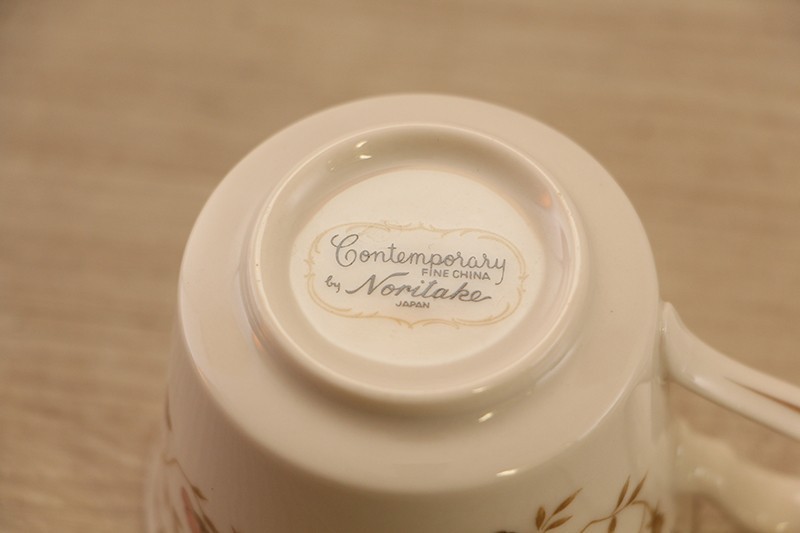 Contemporary
FINE CHINA
by Noritake
JAPAN